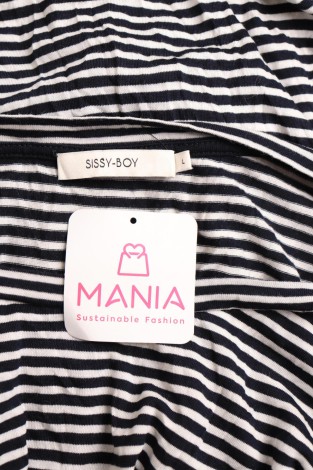 SISSY-BOY
L
MANIA
Sustainable Fashion